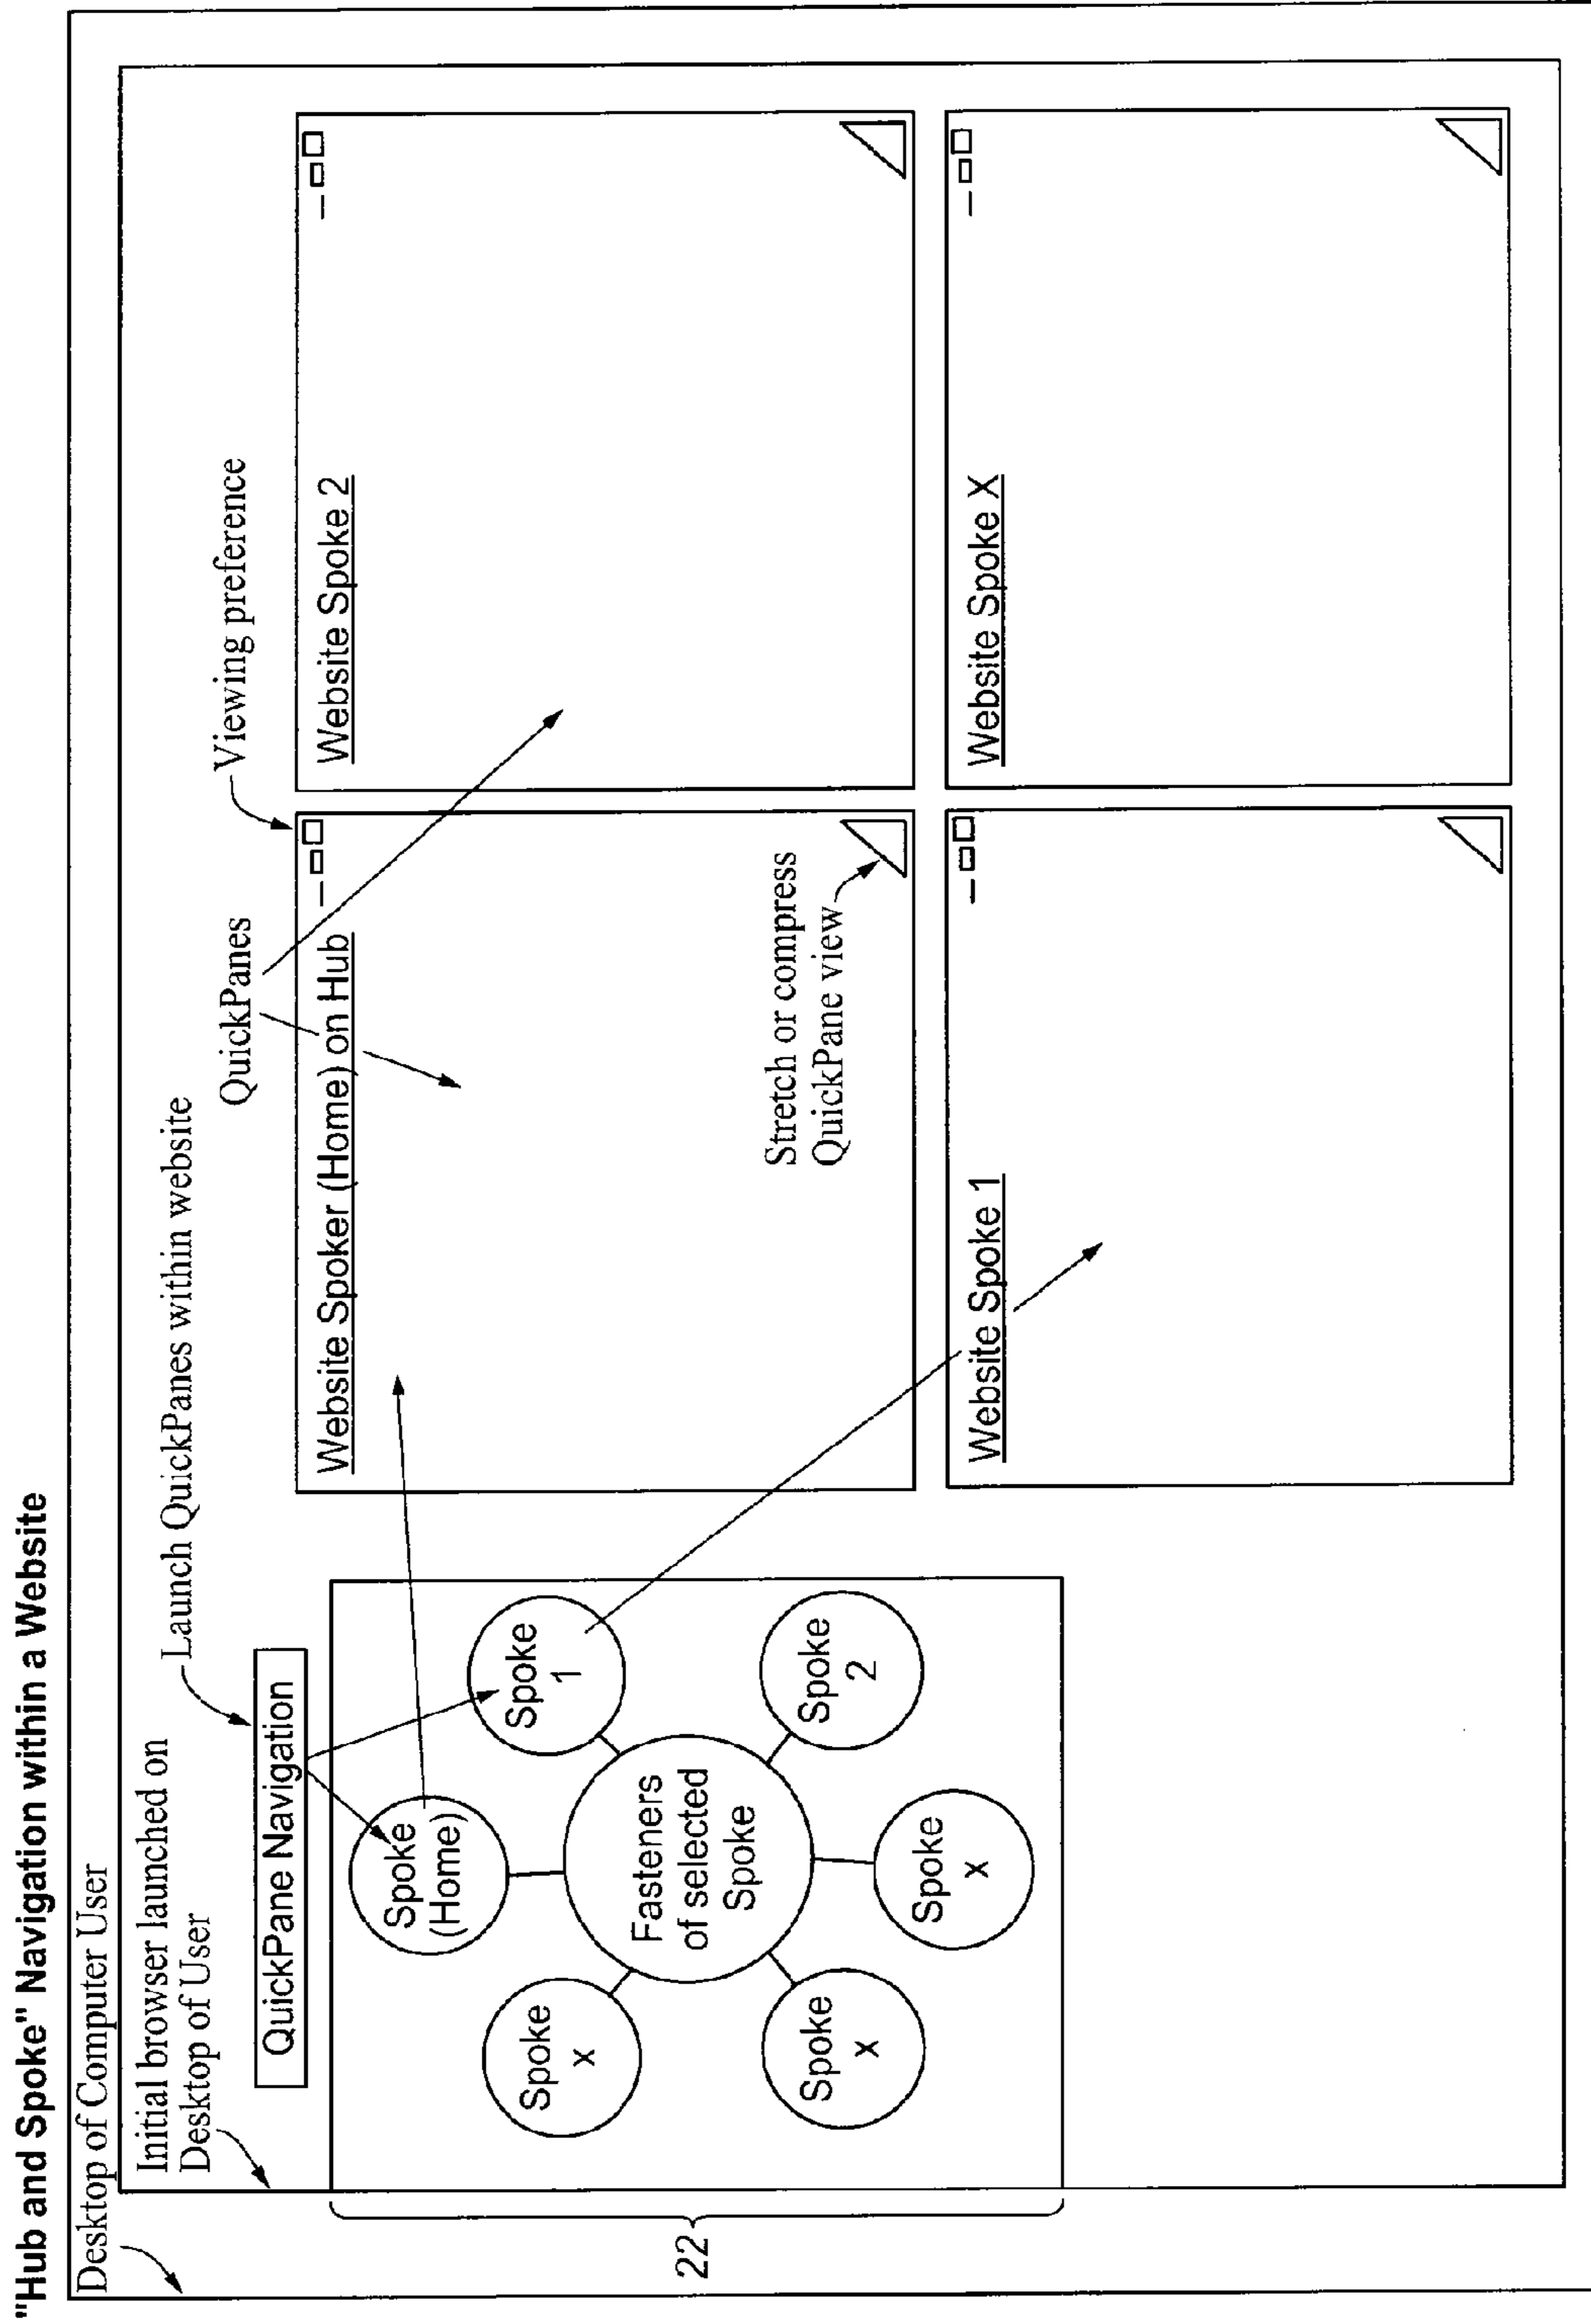 "Hub and Spoke" Navigation within a Website
Desktop of Computer User
Initial browser launched on
Desktop of User
Launch QuickPanes within website
QuickPane Navigation
QuickPanes
Viewing preference
Spoke
(Home)
Spoke
1
Spoke
2
Spoke
x
Spoke
x
Spoke
x
Fasteners
of selected
Spoke
22
Website Spoker (Home) on Hub
Stretch or compress
QuickPane view
Website Spoke 2
Website Spoke 1
Website Spoke X